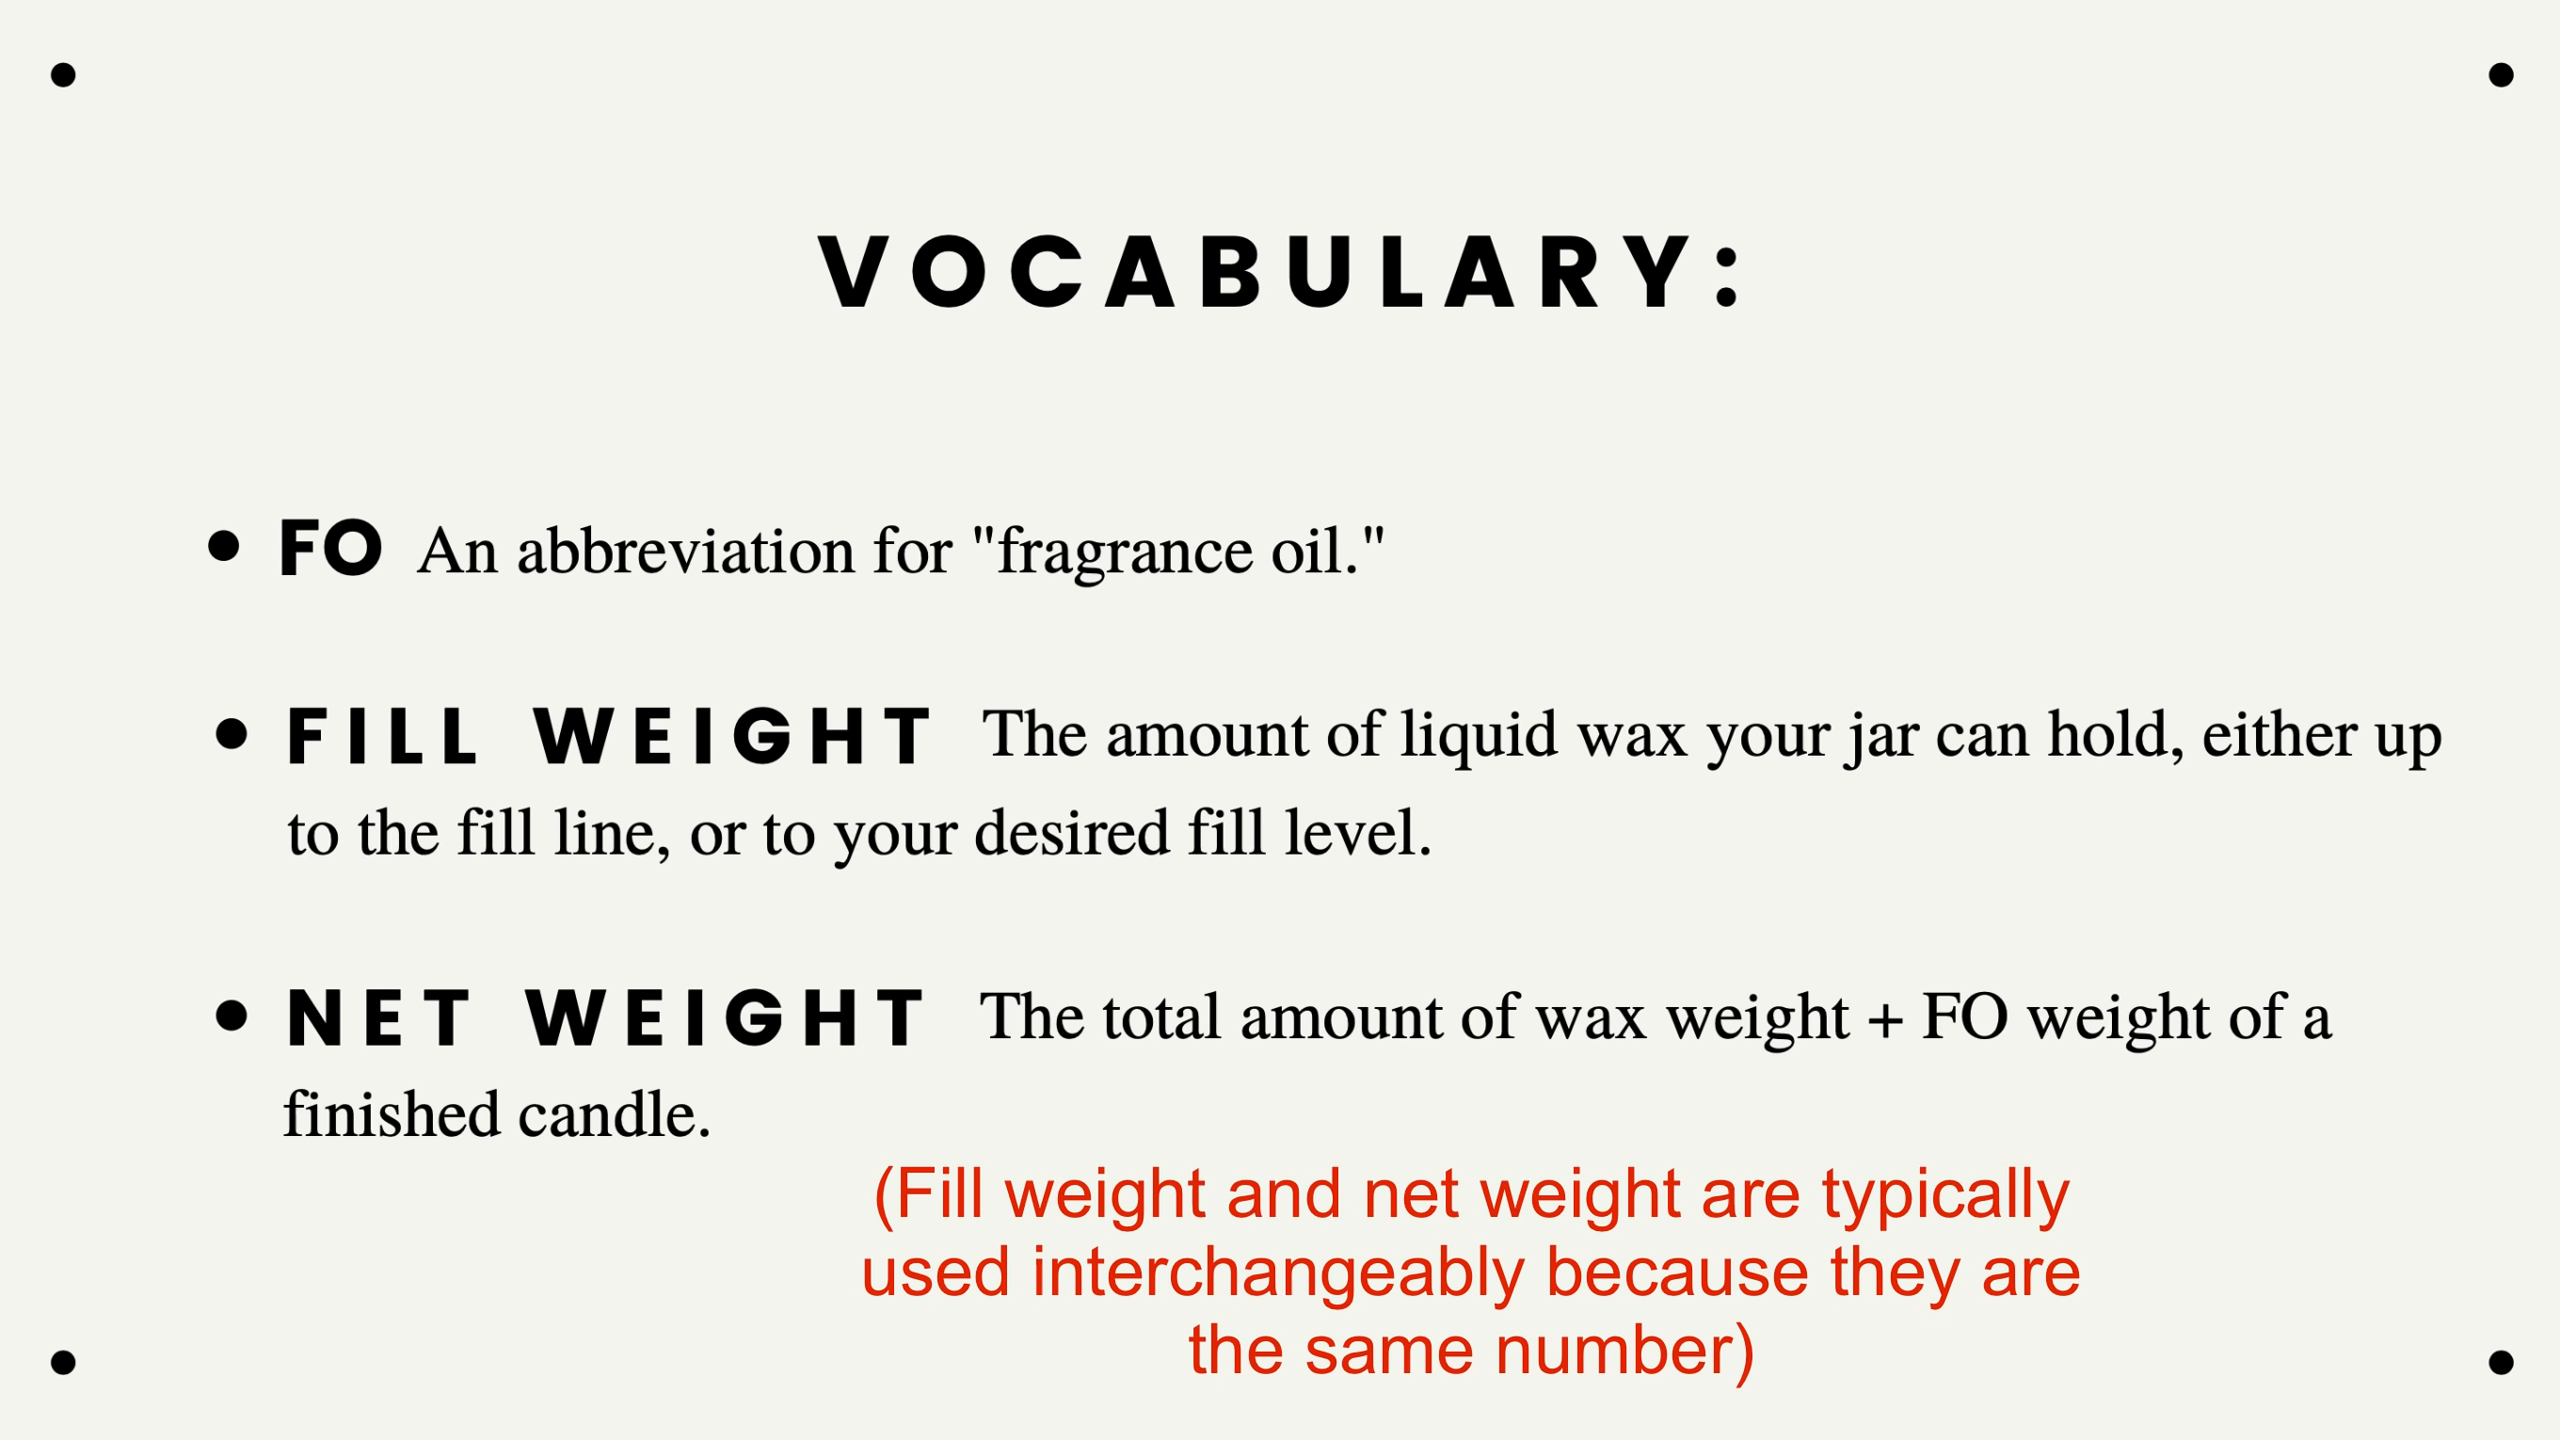 VOCABULARY:
• FO An abbreviation for "fragrance oil."
• FILL WEIGHT The amount of liquid wax your jar can hold, either up
to the fill line, or to your desired fill level.
• NET WEIGHT The total amount of wax weight + FO weight of a
finished candle.
(Fill weight and net weight are typically
used interchangeably because they are
the same number)